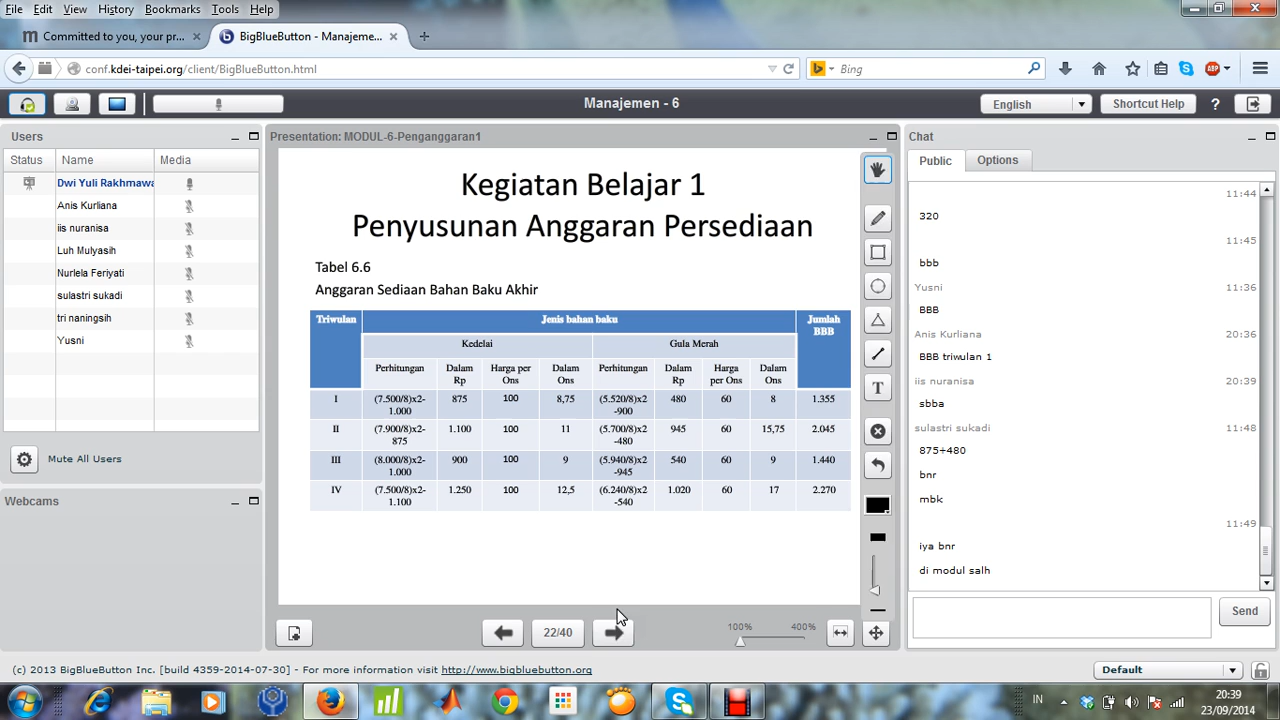 File Edit View History Bookmarks Tools Help
Committed to you, your pr...
BigBlueButton - Manajeme...
conf.kdei-taipei.org/client/BigBlueButton.html
Bing
ABP
Manajemen - 6
English
Shortcut Help
?
Users
Status Name Media
Dwi Yuli Rakhmawa
Anis Kurliana
iis nuranisa
Luh Mulyasih
Nurlela Feriyati
sulastri sukadi
tri naningsih
Yusni
Mute All Users
Webcams
Presentation: MODUL-6-Penganggaran1
Kegiatan Belajar 1
Penyusunan Anggaran Persediaan
Tabel 6.6
Anggaran Sediaan Bahan Baku Akhir
Triwulan Jenis bahan baku Jumlah BBB
Kedelai Gula Merah
Perhitungan Dalam Rp Harga per Ons Dalam Ons Perhitungan Dalam Rp Harga per Ons Dalam Ons
I (7.500/8)x2-1.000 875 100 8,75 (5.520/8)x2-900 480 60 8 1.355
II (7.900/8)x2-875 1.100 100 11 (5.700/8)x2-480 945 60 15,75 2.045
III (8.000/8)x2-1.000 900 100 9 (5.940/8)x2-945 540 60 9 1.440
IV (7.500/8)x2-1.100 1.250 100 12,5 (6.240/8)x2-540 1.020 60 17 2.270
T
22/40
100% 400%
Chat
Public Options
11:44
320
11:45
bbb
Yusni 11:36
BBB
Anis Kurliana 20:36
BBB triwulan 1
iis nuranisa 20:39
sbba
sulastri sukadi 11:48
875+480
bnr
mbk
11:49
iya bnr
di modul salh
Send
(c) 2013 BigBlueButton Inc. [build 4359-2014-07-30] - For more information visit http://www.bigbluebutton.org
Default
IN
20:39
23/09/2014